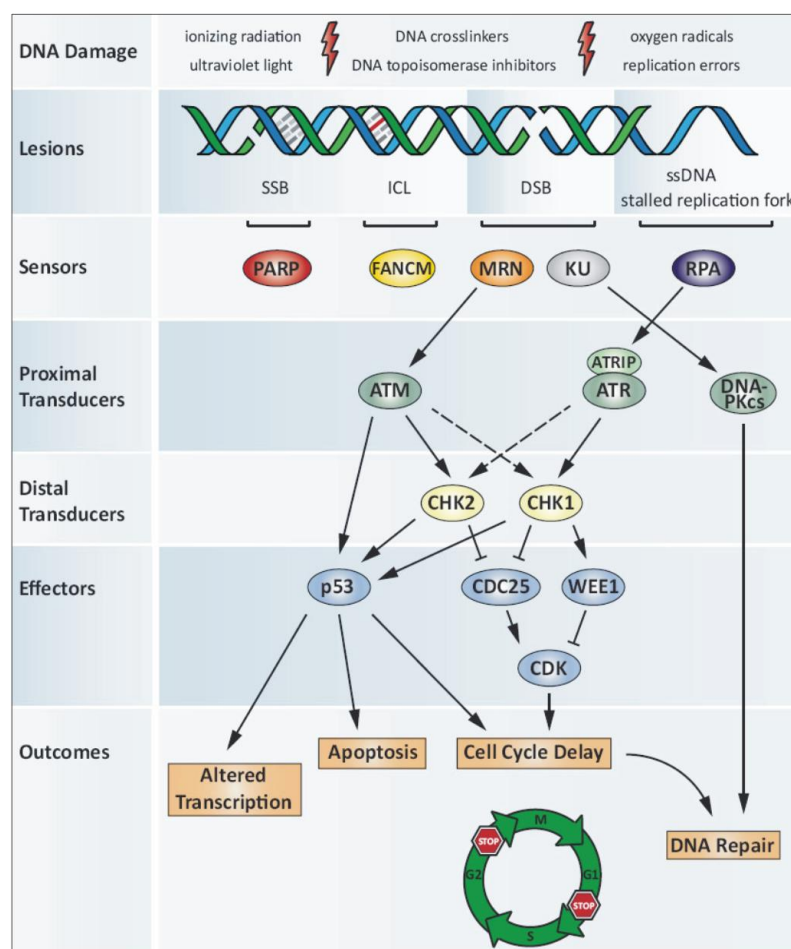 DNA Damage
ionizing radiation
ultraviolet light
DNA crosslinkers
DNA topoisomerase inhibitors
oxygen radicals
replication errors
Lesions
SSB
ICL
DSB
ssDNA
stalled replication fork
Sensors
PARP
FANCM
MRN
KU
RPA
Proximal
Transducers
ATM
ATRIP
ATR
DNA-
PKcs
Distal
Transducers
CHK2
CHK1
Effectors
p53
CDC25
WEE1
CDK
Outcomes
Altered
Transcription
Apoptosis
Cell Cycle Delay
DNA Repair
M
STOP
G2
G1
STOP
S